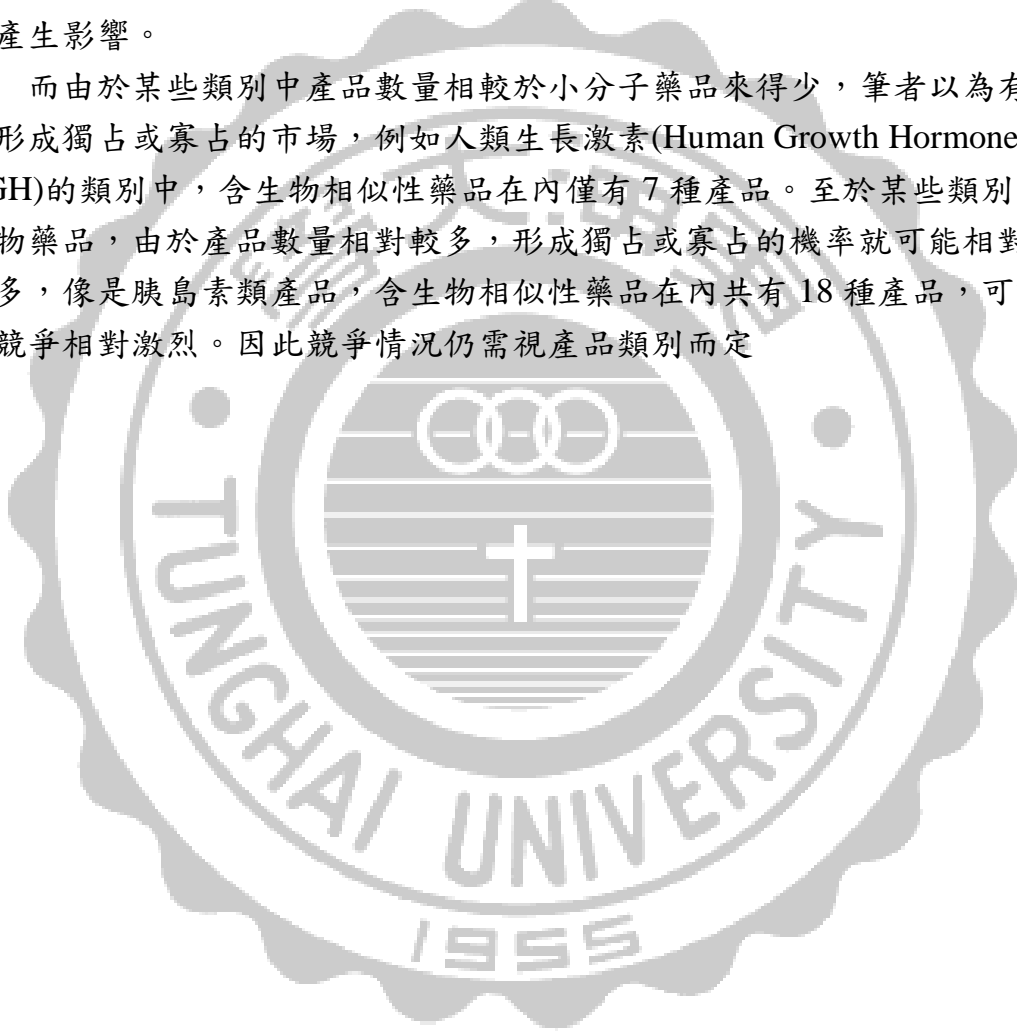 產生影響。
而由於某些類別中產品數量相較於小分子藥品來得少，筆者以為有
形成獨占或寡占的市場，例如人類生長激素(Human Growth Hormone
GH)的類別中，含生物相似性藥品在內僅有 7 種產品。至於某些類別
物藥品，由於產品數量相對較多，形成獨占或寡占的機率就可能相對
多，像是胰島素類產品，含生物相似性藥品在內共有 18 種產品，可
競爭相對激烈。因此競爭情況仍需視產品類別而定
TUNGHAI UNIVERSITY
1955